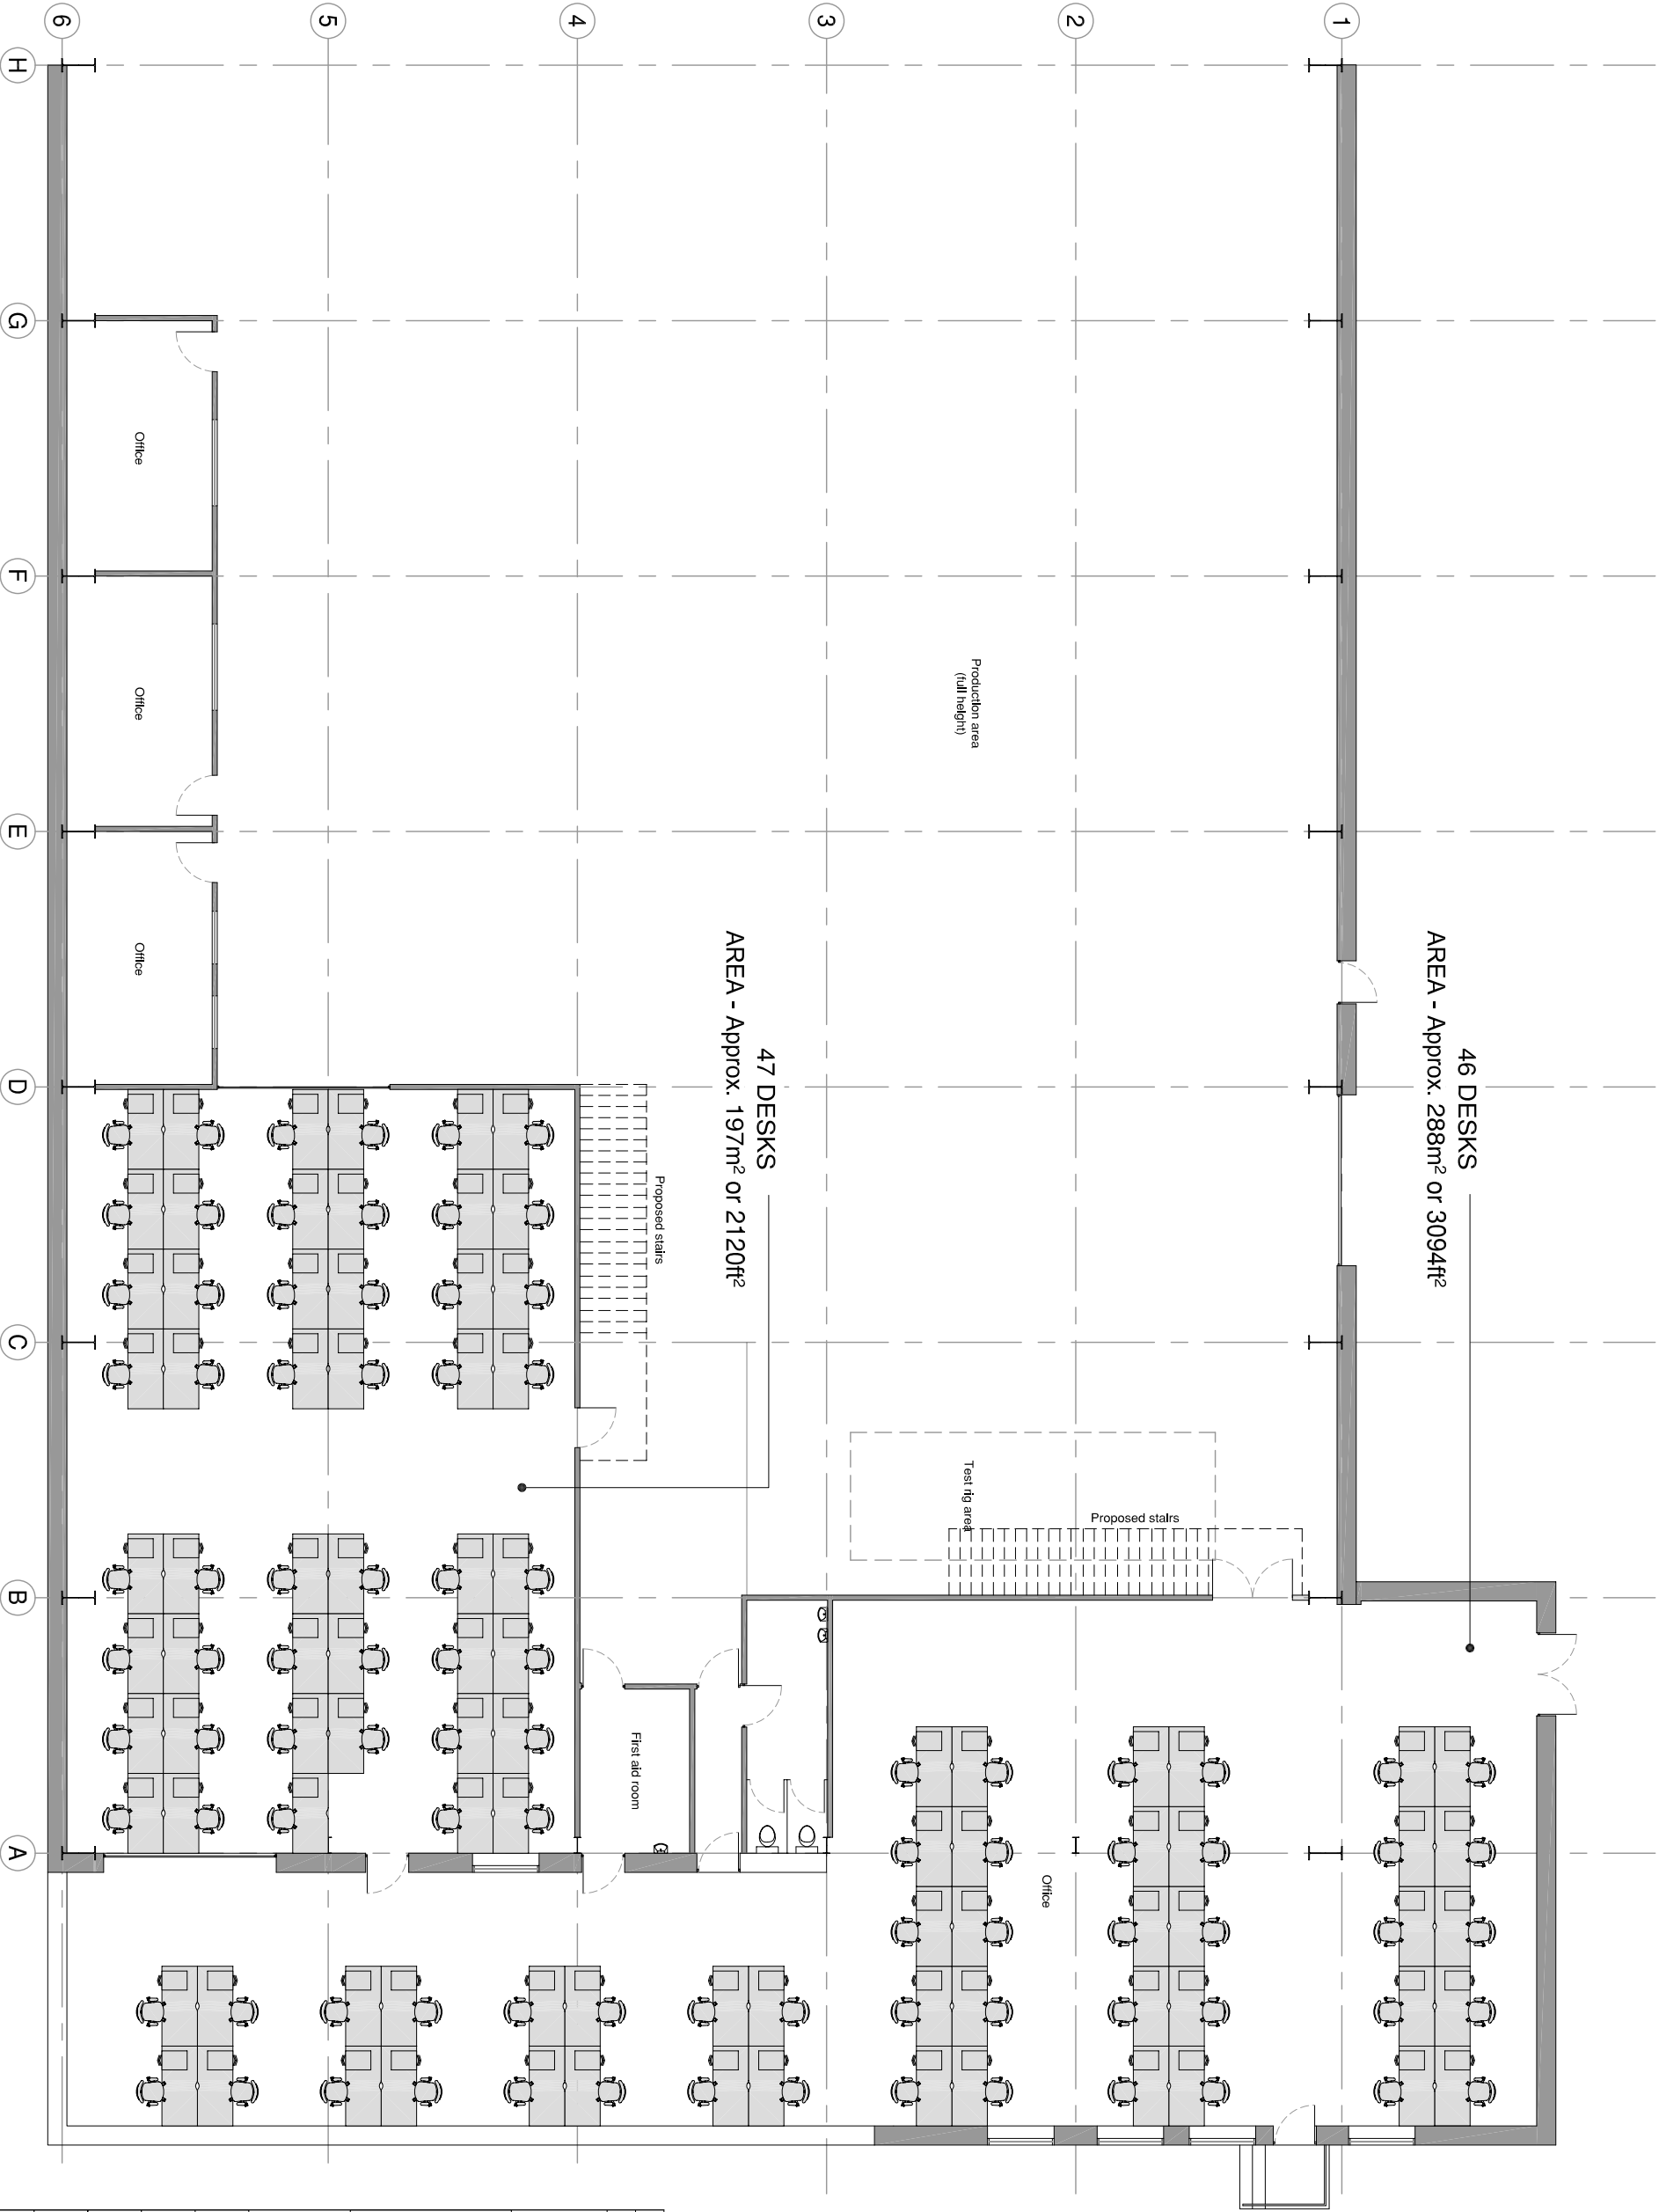 6
5
4
3
2
1
H
G
F
E
D
C
B
A
46 DESKS
AREA - Approx. 288m² or 3094ft²
47 DESKS
AREA - Approx. 197m² or 2120ft²
Production area
(full height)
Office
Office
Office
Proposed stairs
Test rig area
Proposed stairs
First aid room
Office